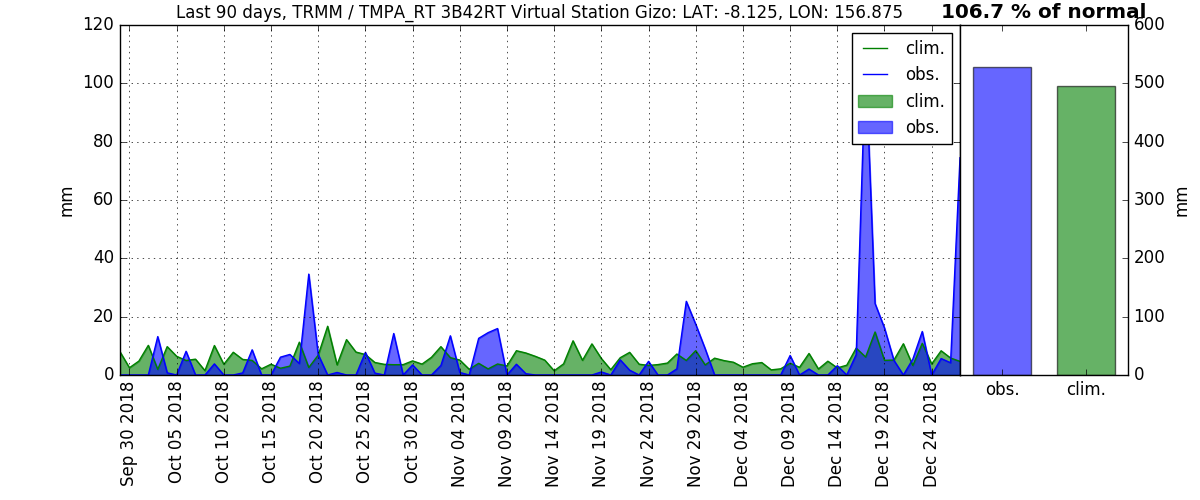 Last 90 days, TRMM / TMPA_RT 3B42RT Virtual Station Gizo: LAT: -8.125, LON: 156.875
106.7 % of normal
120
100
80
60
40
20
0
mm
clim.
obs.
clim.
obs.
600
500
400
300
200
100
0
mm
Sep 30 2018
Oct 05 2018
Oct 10 2018
Oct 15 2018
Oct 20 2018
Oct 25 2018
Oct 30 2018
Nov 04 2018
Nov 09 2018
Nov 14 2018
Nov 19 2018
Nov 24 2018
Nov 29 2018
Dec 04 2018
Dec 09 2018
Dec 14 2018
Dec 19 2018
Dec 24 2018
obs.
clim.